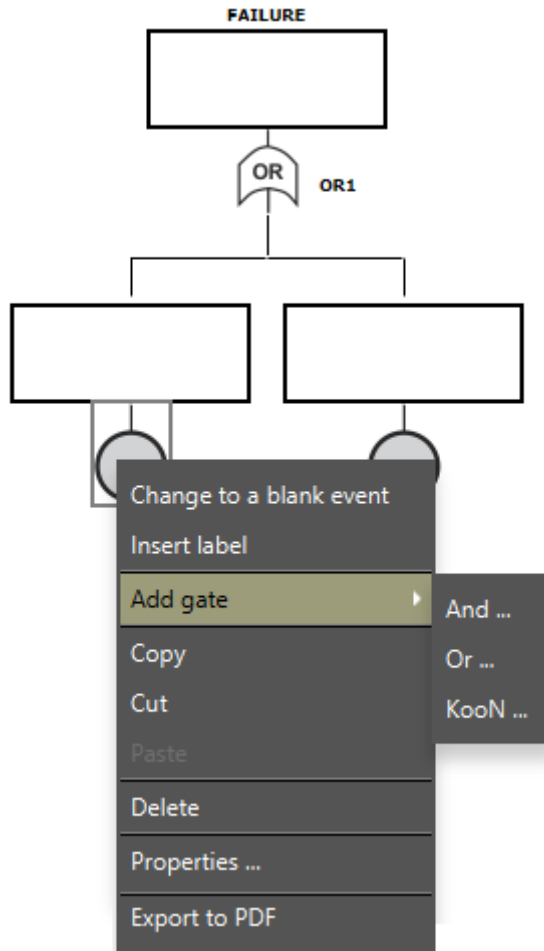 FAILURE
OR
OR1
Change to a blank event
Insert label
Add gate
And ...
Or ...
KooN ...
Copy
Cut
Paste
Delete
Properties ...
Export to PDF